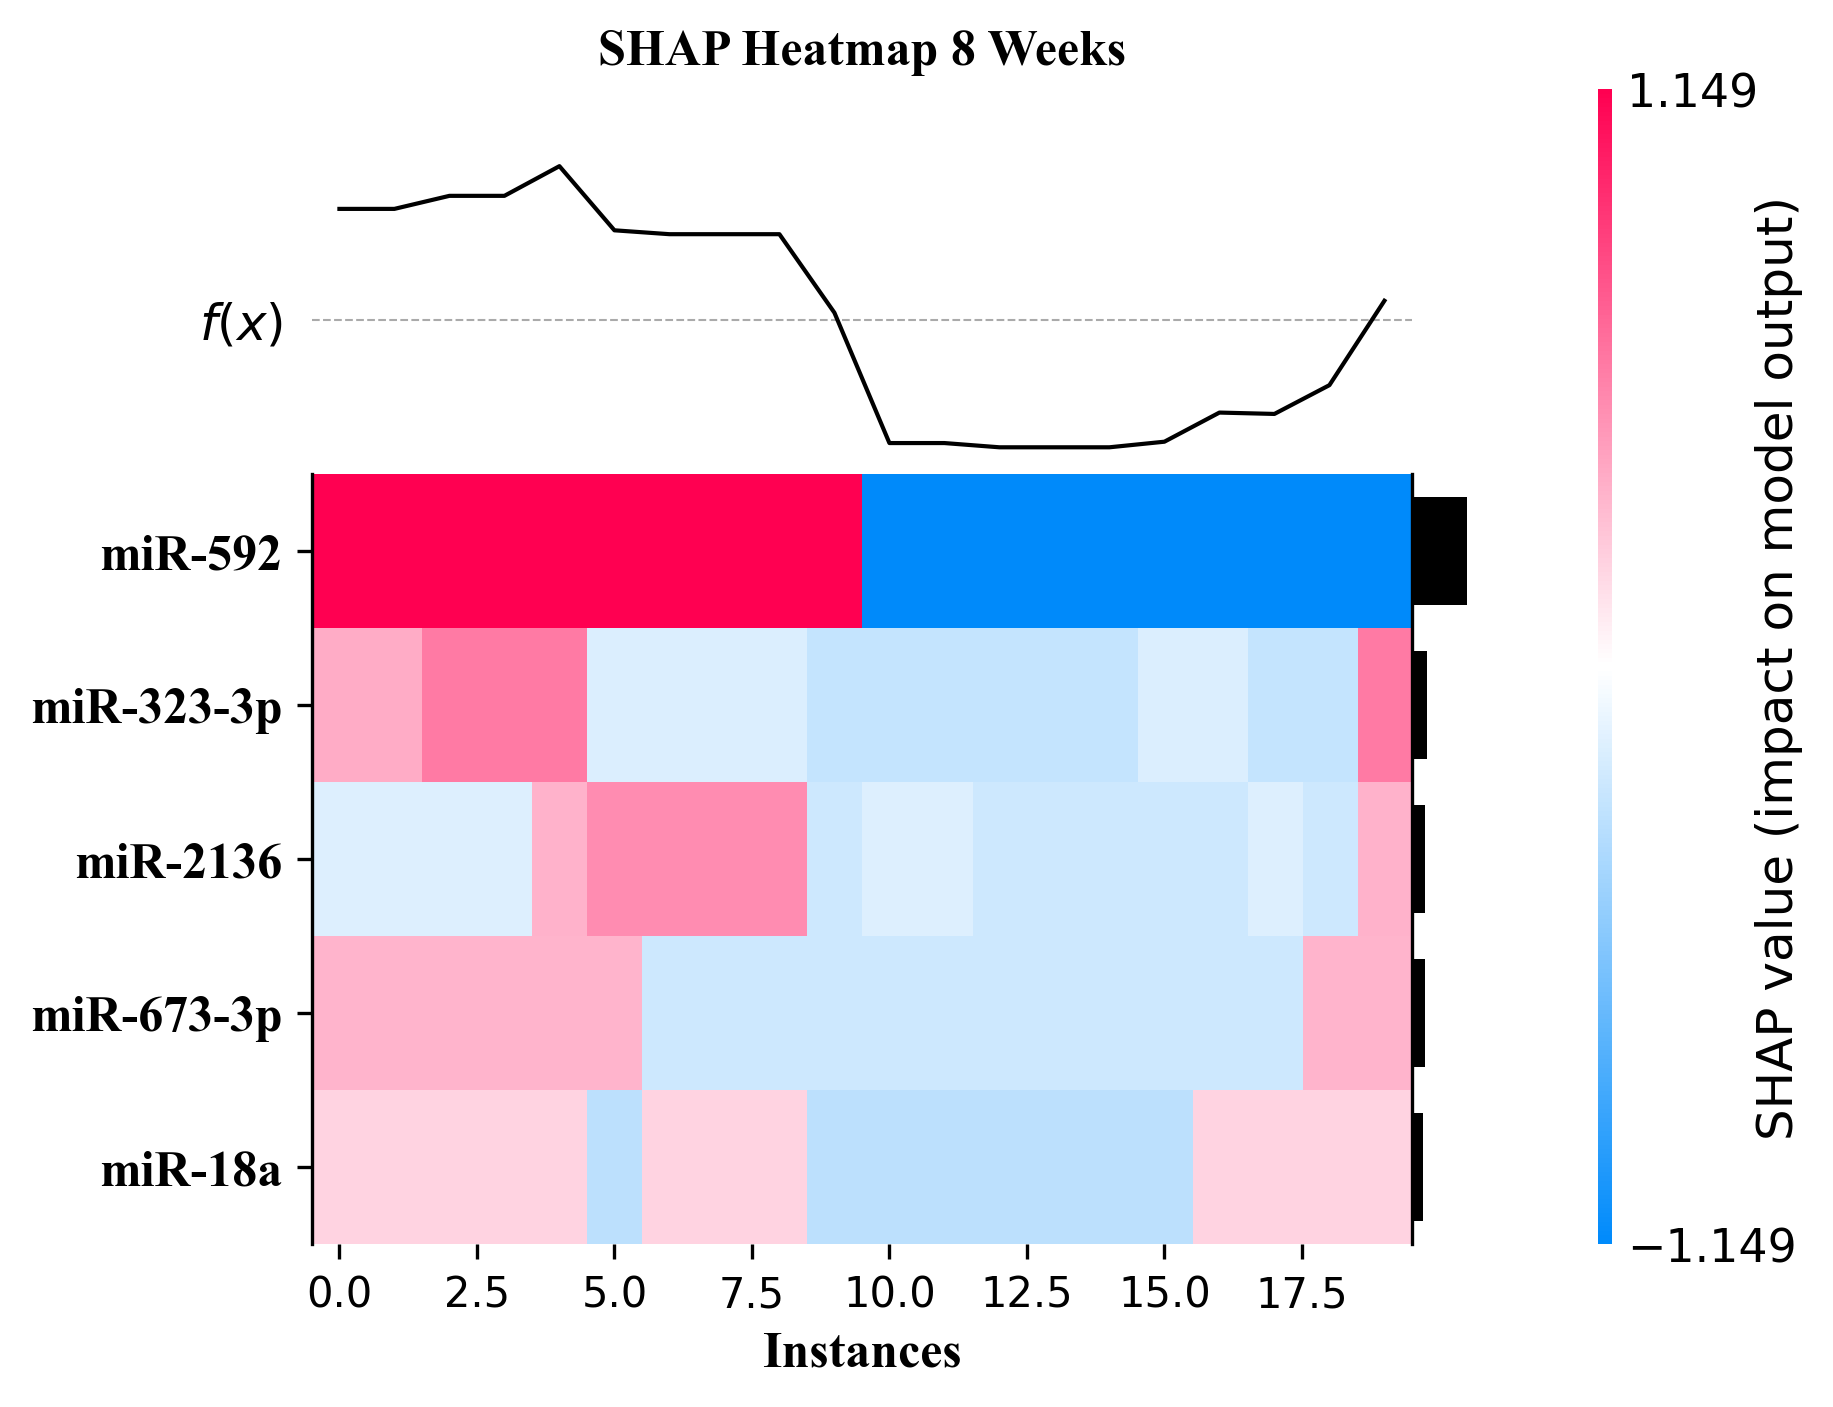 SHAP Heatmap 8 Weeks
1.149
f(x)
miR-592
miR-323-3p
miR-2136
miR-673-3p
miR-18a
−1.149
SHAP value (impact on model output)
0.0 2.5 5.0 7.5 10.0 12.5 15.0 17.5
Instances